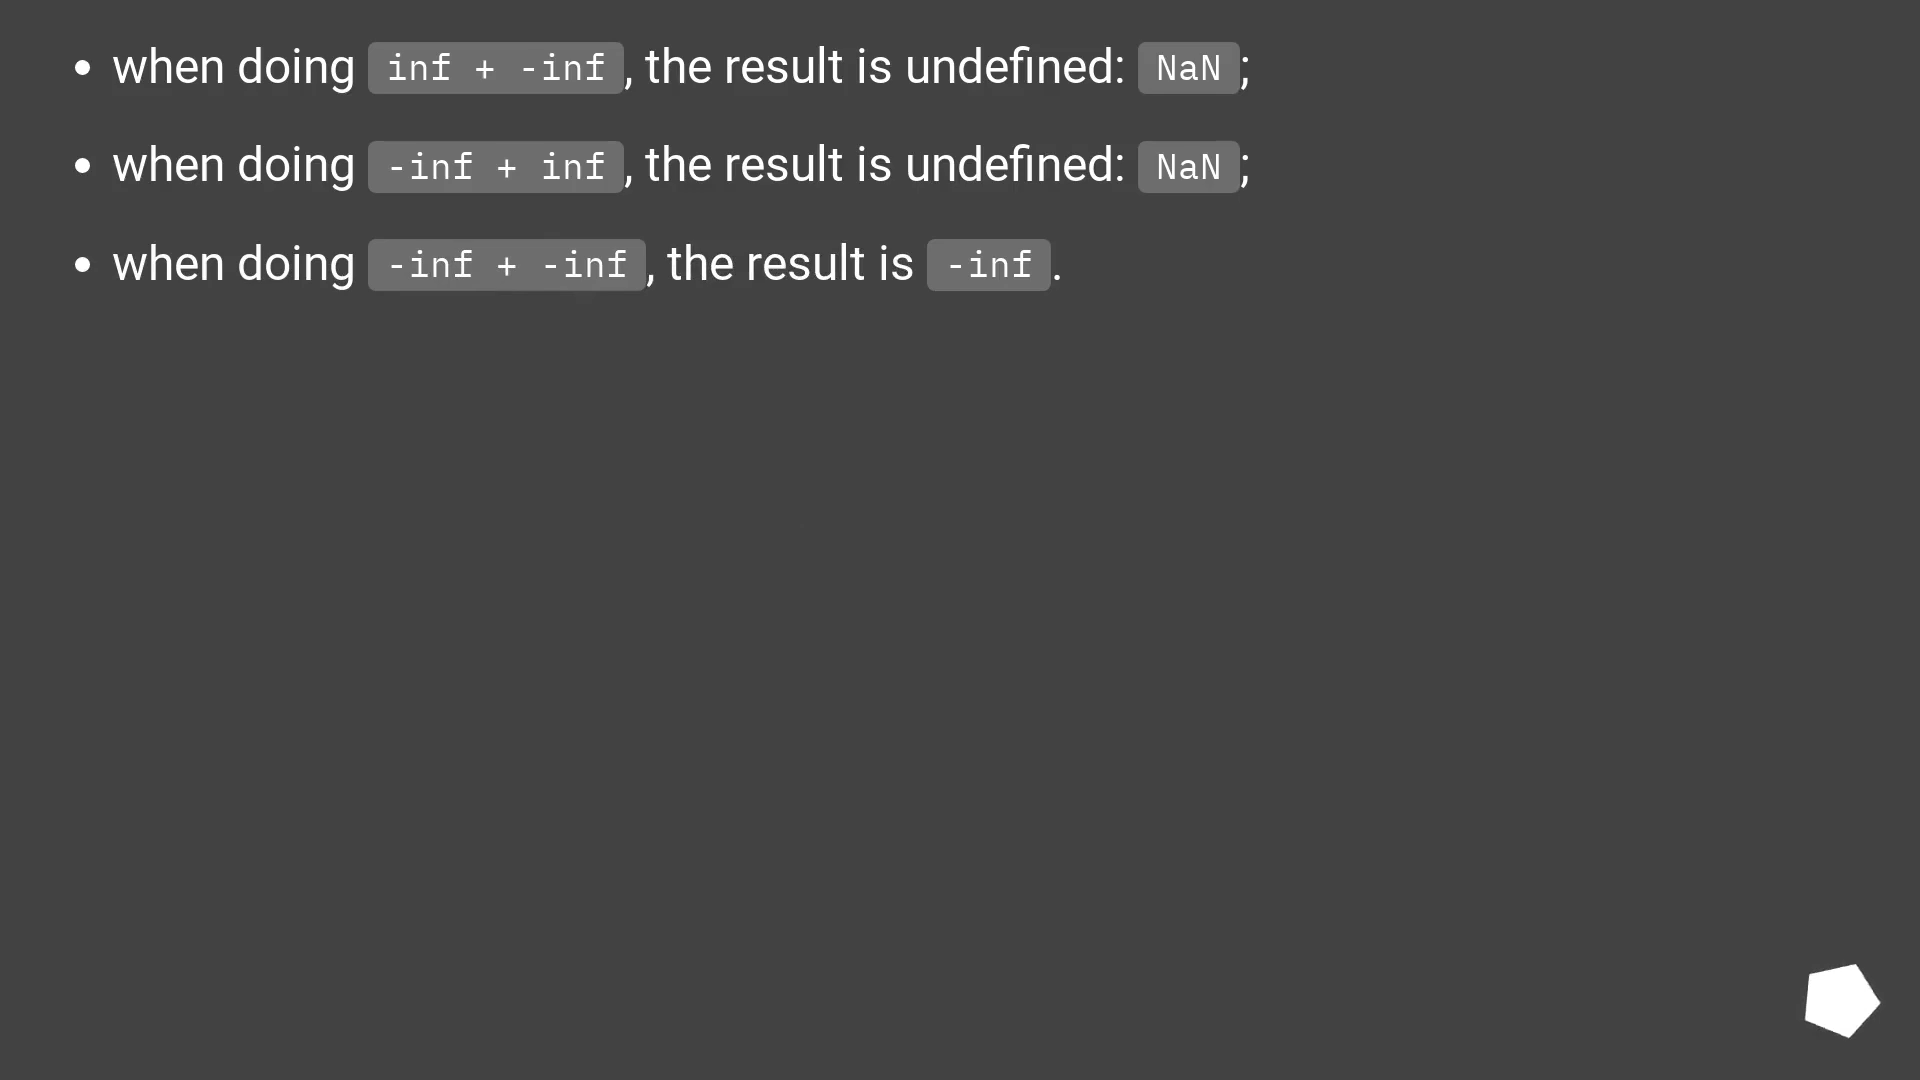 • when doing inf + -inf, the result is undefined: NaN;
• when doing -inf + inf, the result is undefined: NaN;
• when doing -inf + -inf, the result is -inf.